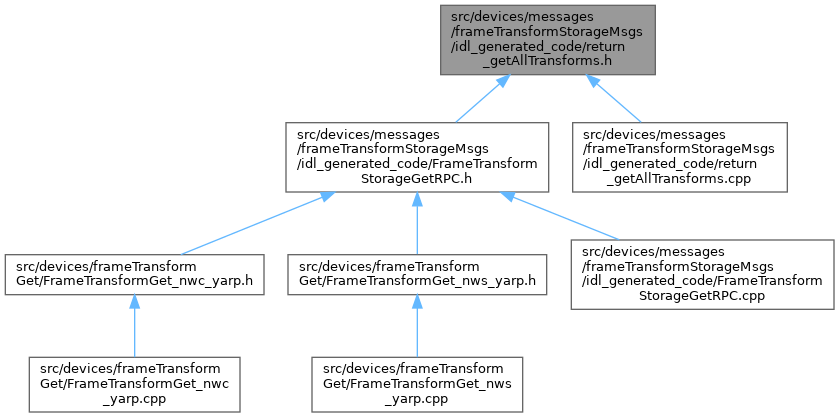 src/devices/messages
/frameTransformStorageMsgs
/idl_generated_code/return
_getAllTransforms.h
src/devices/messages
/frameTransformStorageMsgs
/idl_generated_code/FrameTransform
StorageGetRPC.h
src/devices/messages
/frameTransformStorageMsgs
/idl_generated_code/return
_getAllTransforms.cpp
src/devices/frameTransform
Get/FrameTransformGet_nwc_yarp.h
src/devices/frameTransform
Get/FrameTransformGet_nws_yarp.h
src/devices/messages
/frameTransformStorageMsgs
/idl_generated_code/FrameTransform
StorageGetRPC.cpp
src/devices/frameTransform
Get/FrameTransformGet_nwc
_yarp.cpp
src/devices/frameTransform
Get/FrameTransformGet_nws
_yarp.cpp